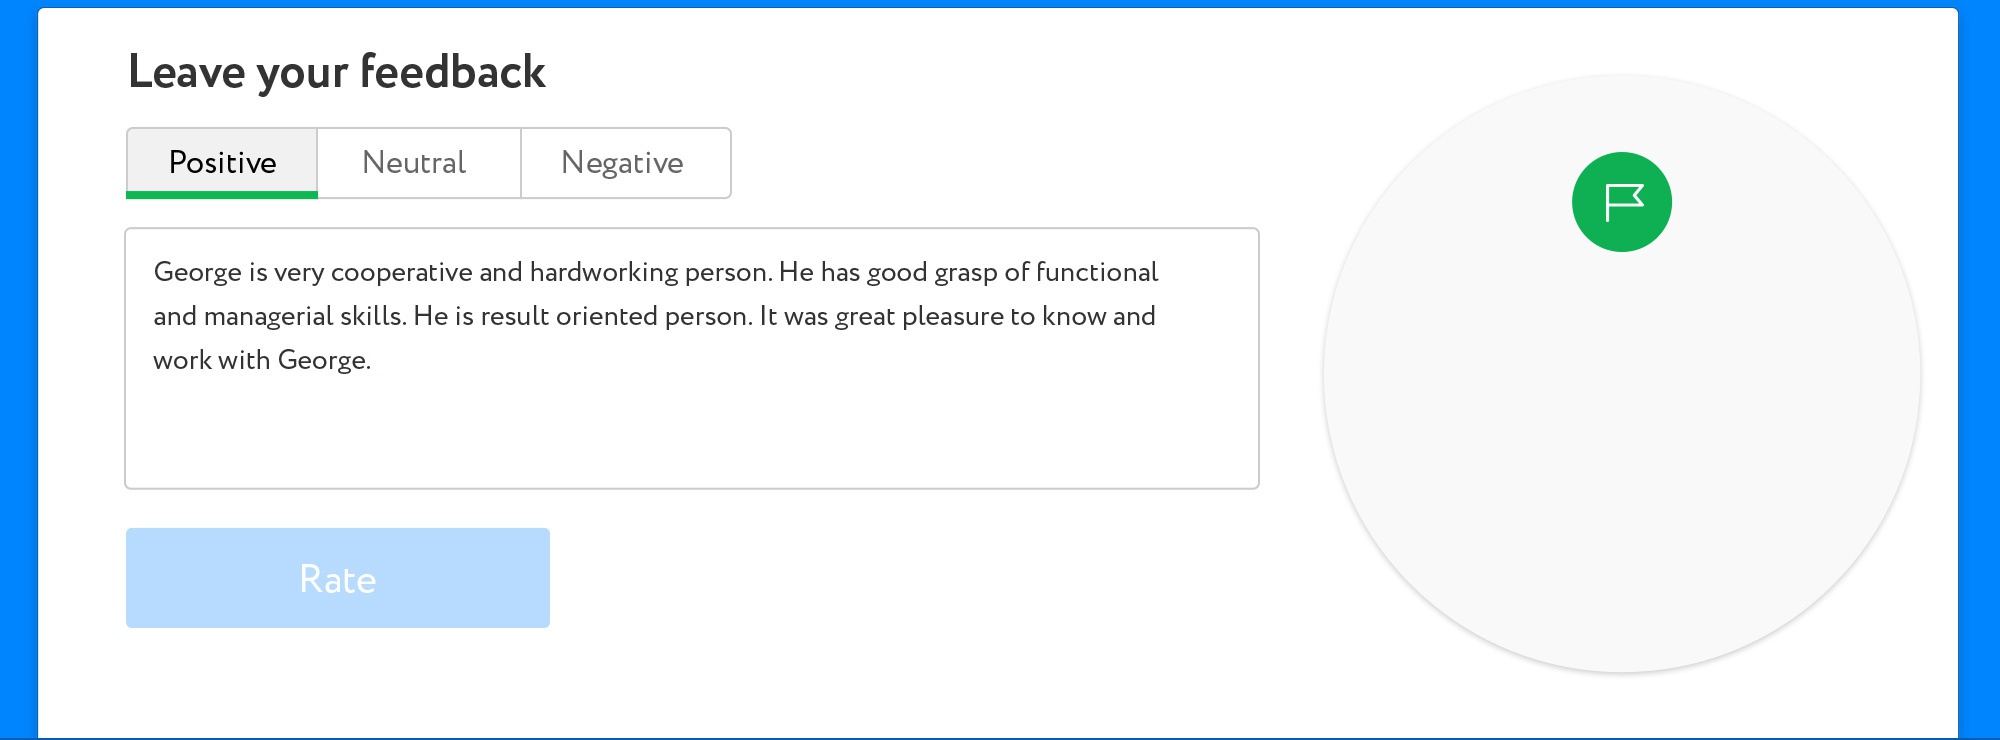 Leave your feedback
Positive
Neutral
Negative
George is very cooperative and hardworking person. He has good grasp of functional
and managerial skills. He is result oriented person. It was great pleasure to know and
work with George.
Rate